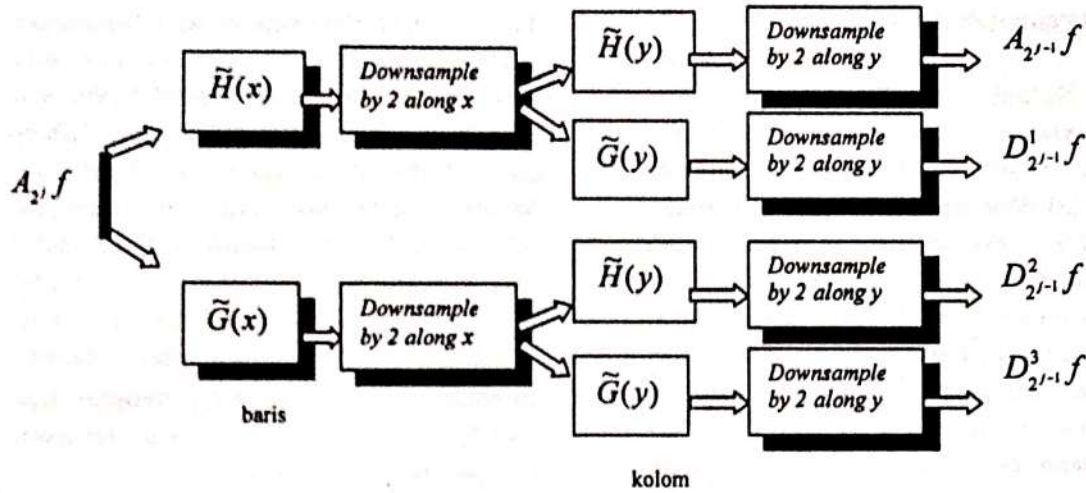 A_{2^j} f
H̃(x)
Downsample
by 2 along x
H̃(y)
Downsample
by 2 along y
A_{2^{j-1}} f
G̃(y)
Downsample
by 2 along y
D^1_{2^{j-1}} f
G̃(x)
Downsample
by 2 along x
H̃(y)
Downsample
by 2 along y
D^2_{2^{j-1}} f
G̃(y)
Downsample
by 2 along y
D^3_{2^{j-1}} f
baris
kolom